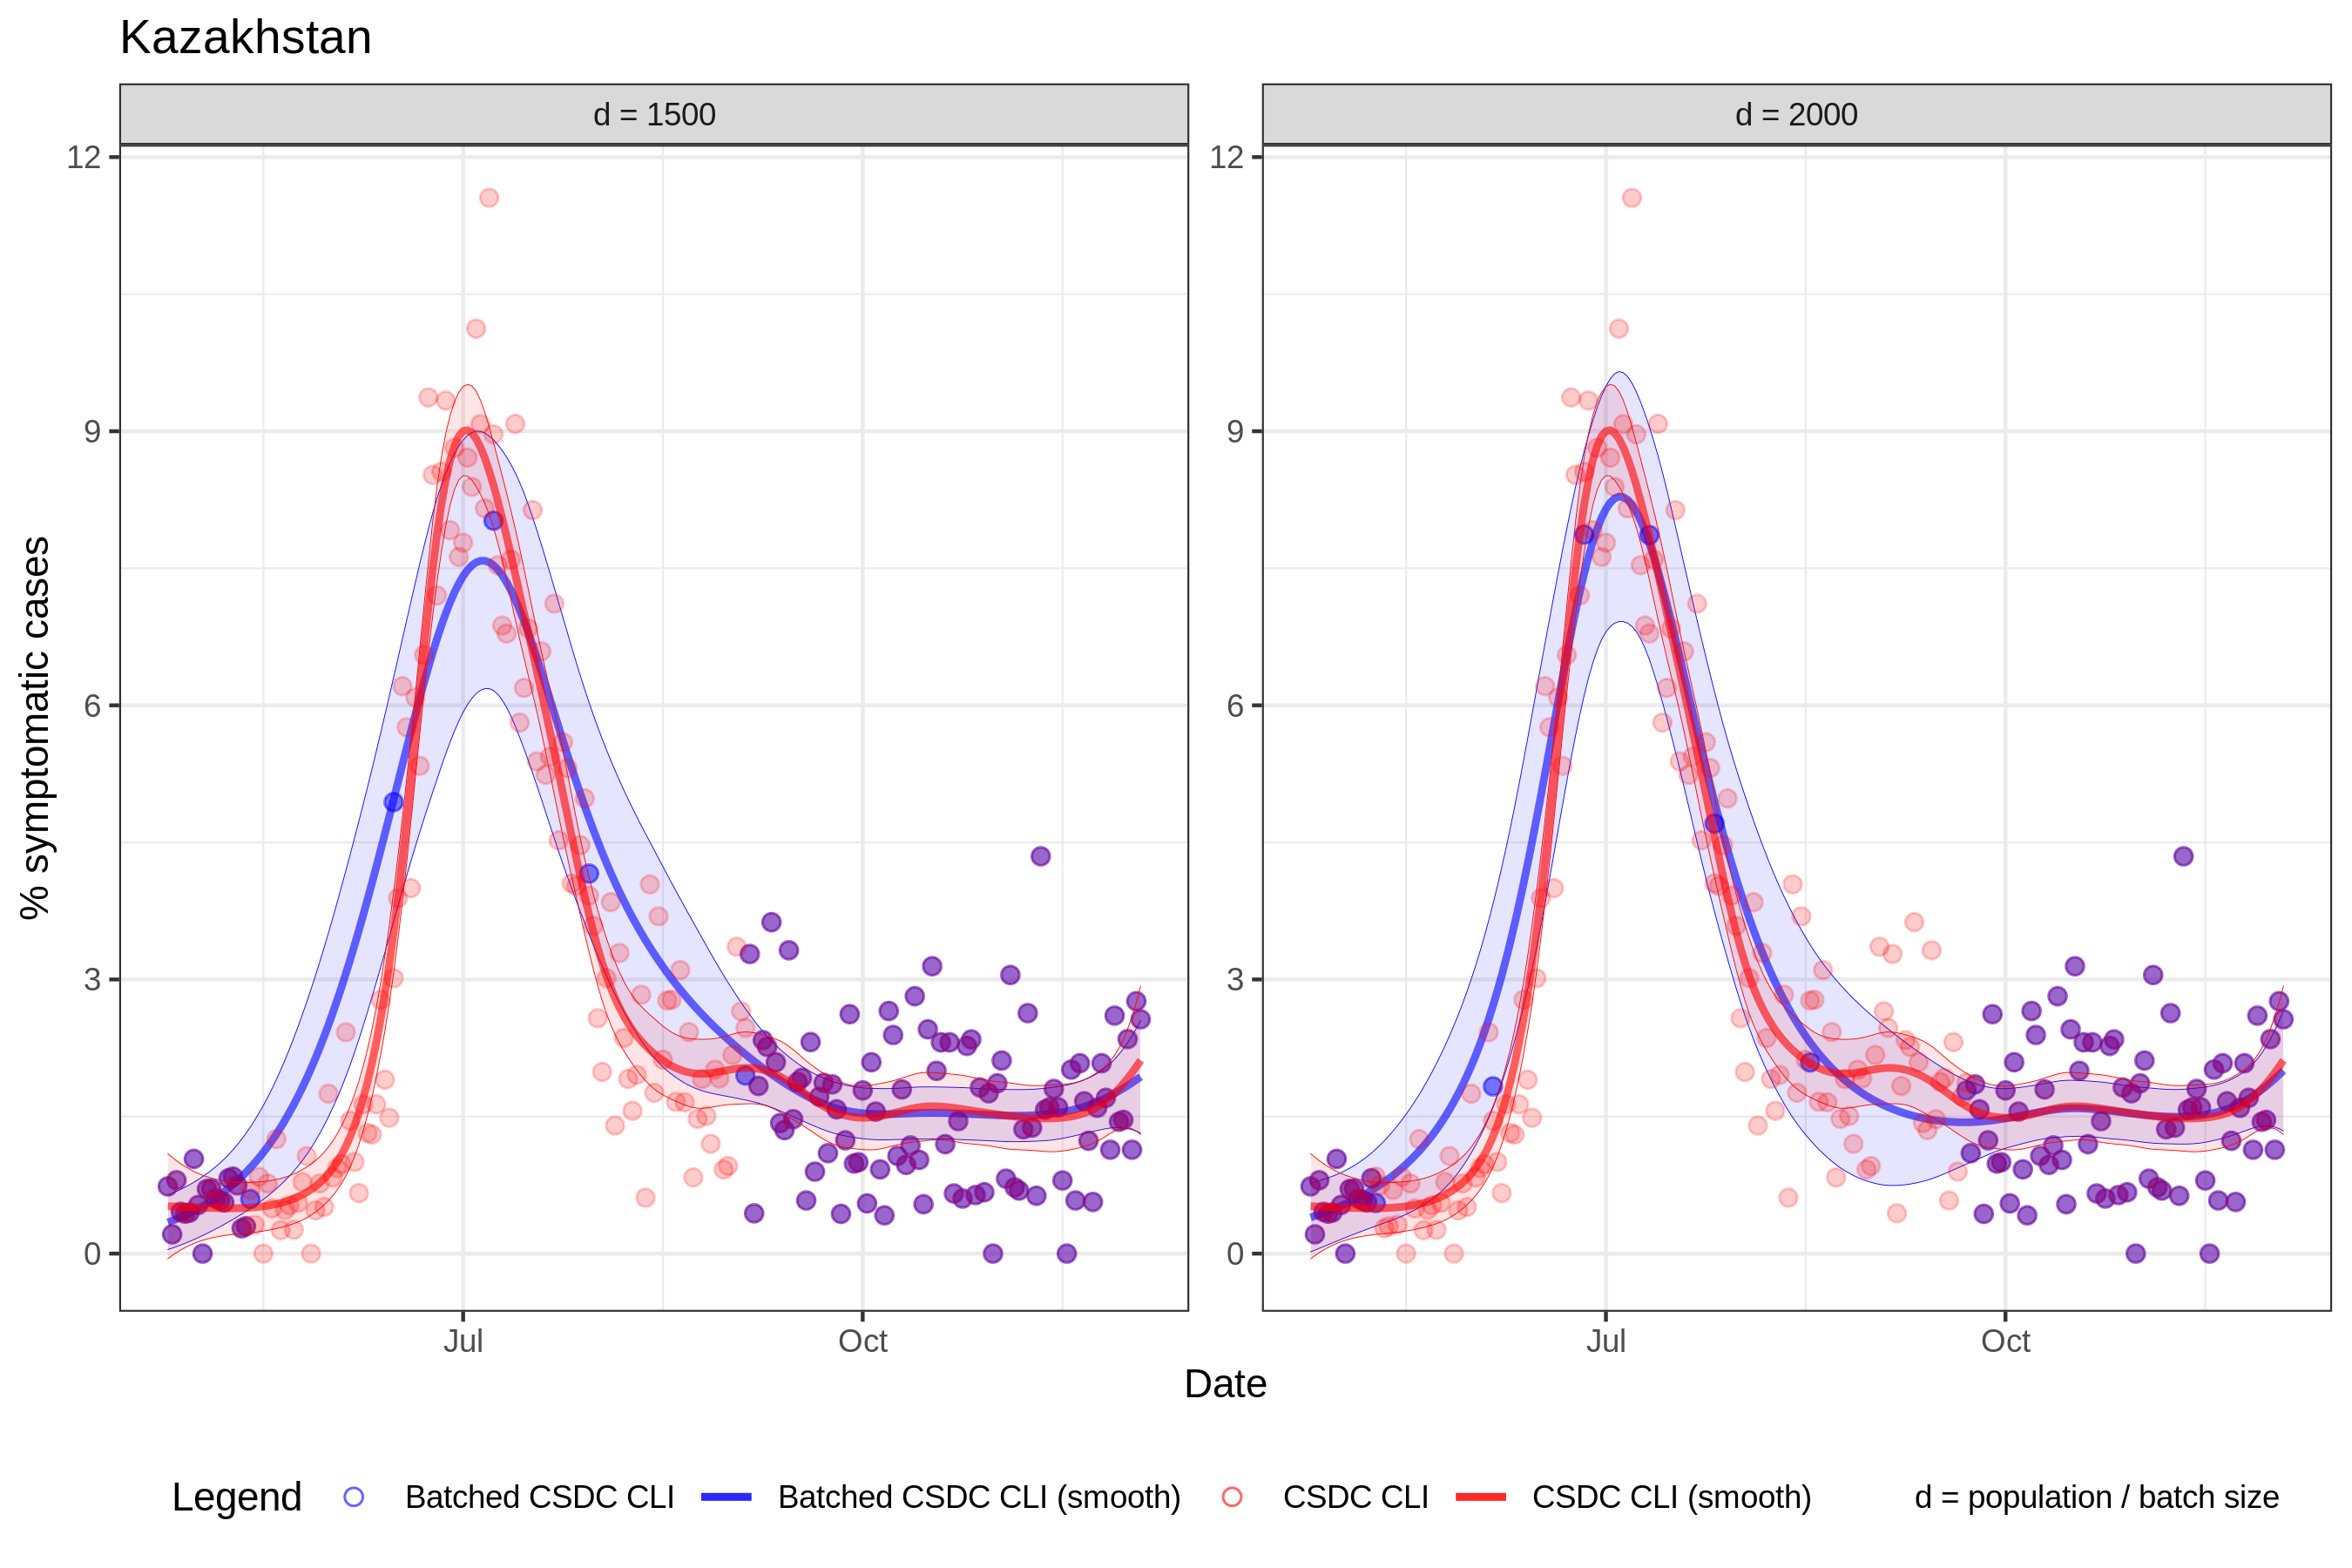 Kazakhstan
d = 1500
d = 2000
% symptomatic cases
12
9
6
3
0
12
9
6
3
0
Jul
Oct
Jul
Oct
Date
Legend
Batched CSDC CLI
Batched CSDC CLI (smooth)
CSDC CLI
CSDC CLI (smooth)
d = population / batch size